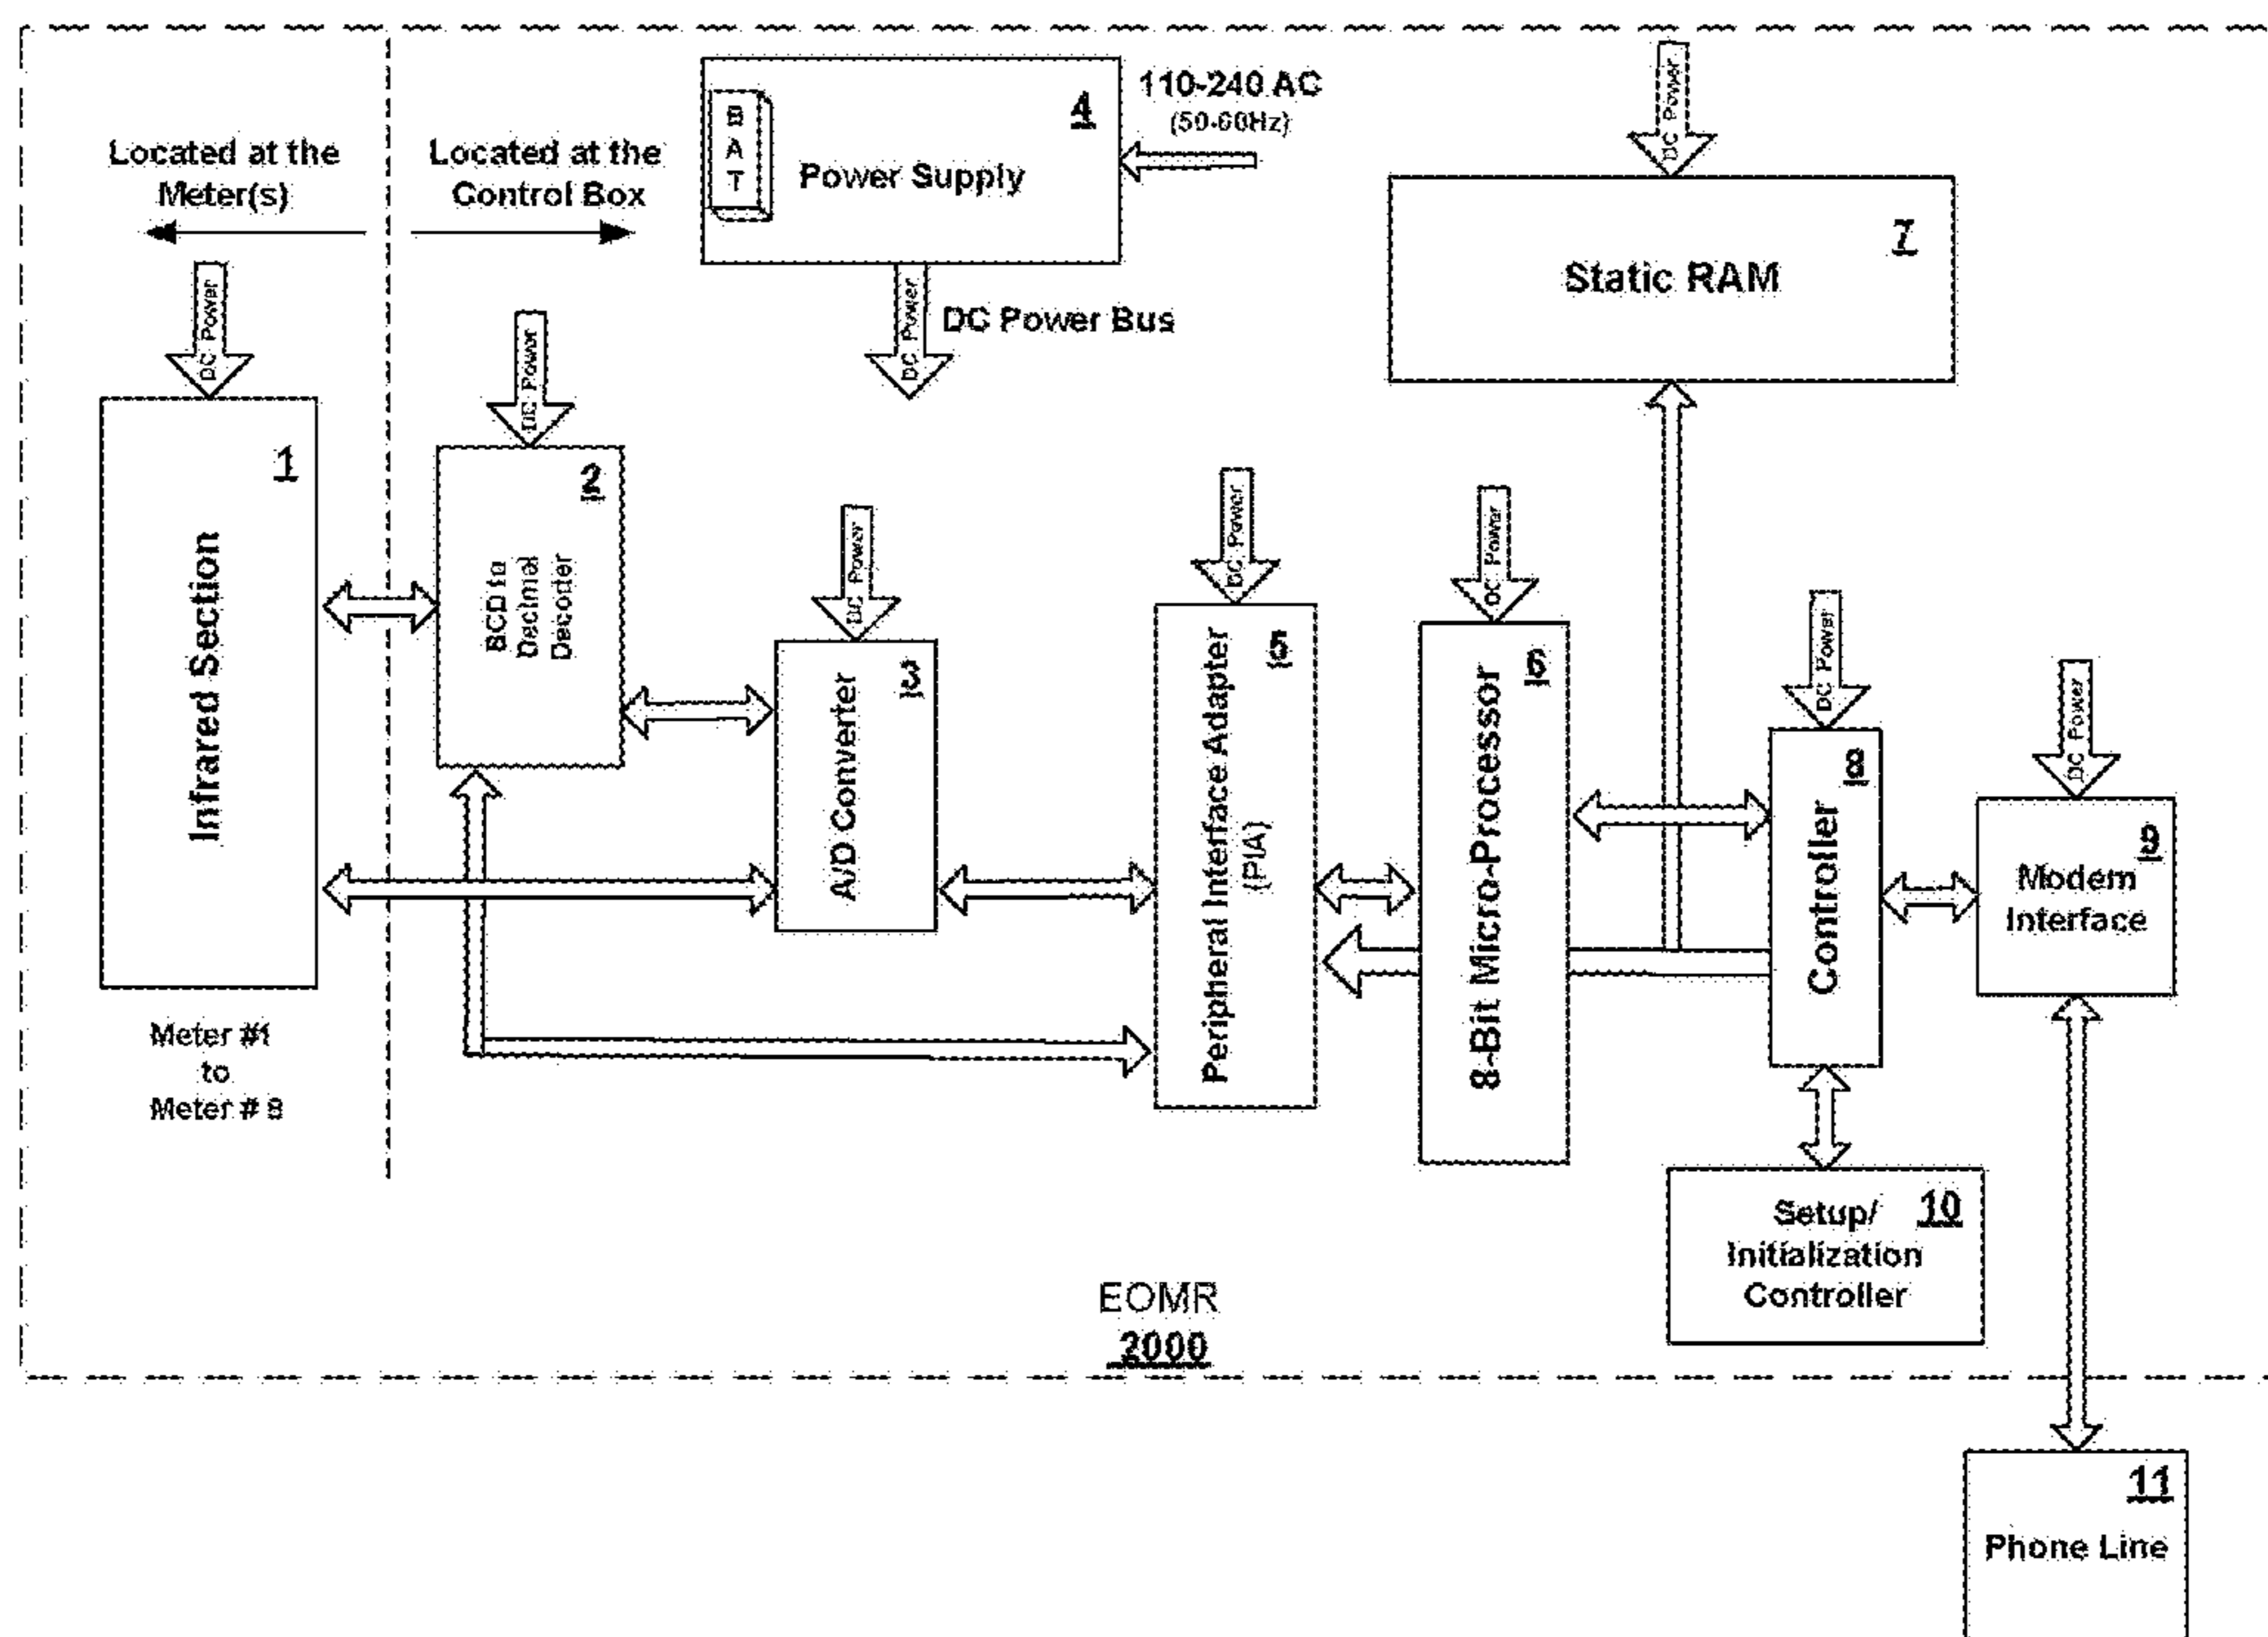 Located at the
Meter(s)
Located at the
Control Box
BAT
4
Power Supply
110-240 AC
(50-60Hz)
DC Power
DC Power Bus
DC Power
7
Static RAM
DC Power
1
Infrared Section
Meter #1
to
Meter # 8
DC Power
2
BCD to
Decimal
Decoder
DC Power
3
A/D Converter
DC Power
5
Peripheral Interface Adapter
(PIA)
DC Power
6
8-Bit Micro-Processor
DC Power
8
Controller
DC Power
9
Modem
Interface
10
Setup/
Initialization
Controller
EOMR
2000
11
Phone Line